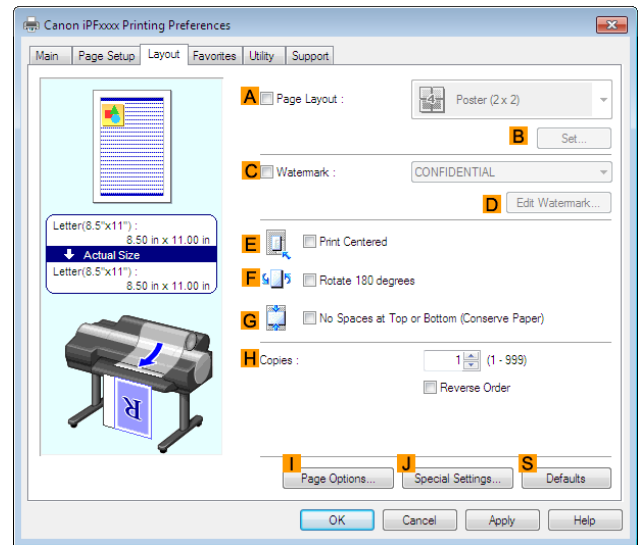 Canon iPFxxxx Printing Preferences
Main Page Setup Layout Favorites Utility Support
A Page Layout : 4 Poster (2 x 2)
B Set...
C Watermark : CONFIDENTIAL
D Edit Watermark...
Letter(8.5"x11") :
8.50 in x 11.00 in
Actual Size
Letter(8.5"x11") :
8.50 in x 11.00 in
E Print Centered
F Rotate 180 degrees
G No Spaces at Top or Bottom (Conserve Paper)
H Copies : 1 (1 - 999)
Reverse Order
R
I Page Options... J Special Settings... S Defaults
OK Cancel Apply Help